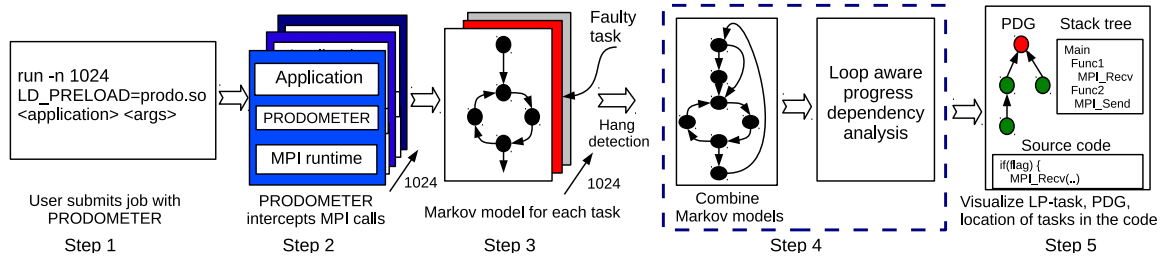 run -n 1024
LD_PRELOAD=prodo.so
<application> <args>
User submits job with
PRODOMETER
Step 1
Application
PRODOMETER
MPI runtime
1024
PRODOMETER
intercepts MPI calls
Step 2
Faulty
task
Hang
detection
1024
Markov model for each task
Step 3
Combine
Markov models
Loop aware
progress
dependency
analysis
Step 4
PDG
Stack tree
Main
Func1
MPI_Recv
Func2
MPI_Send
Source code
if(flag) {
MPI_Recv(..)
Visualize LP-task, PDG,
location of tasks in the code
Step 5